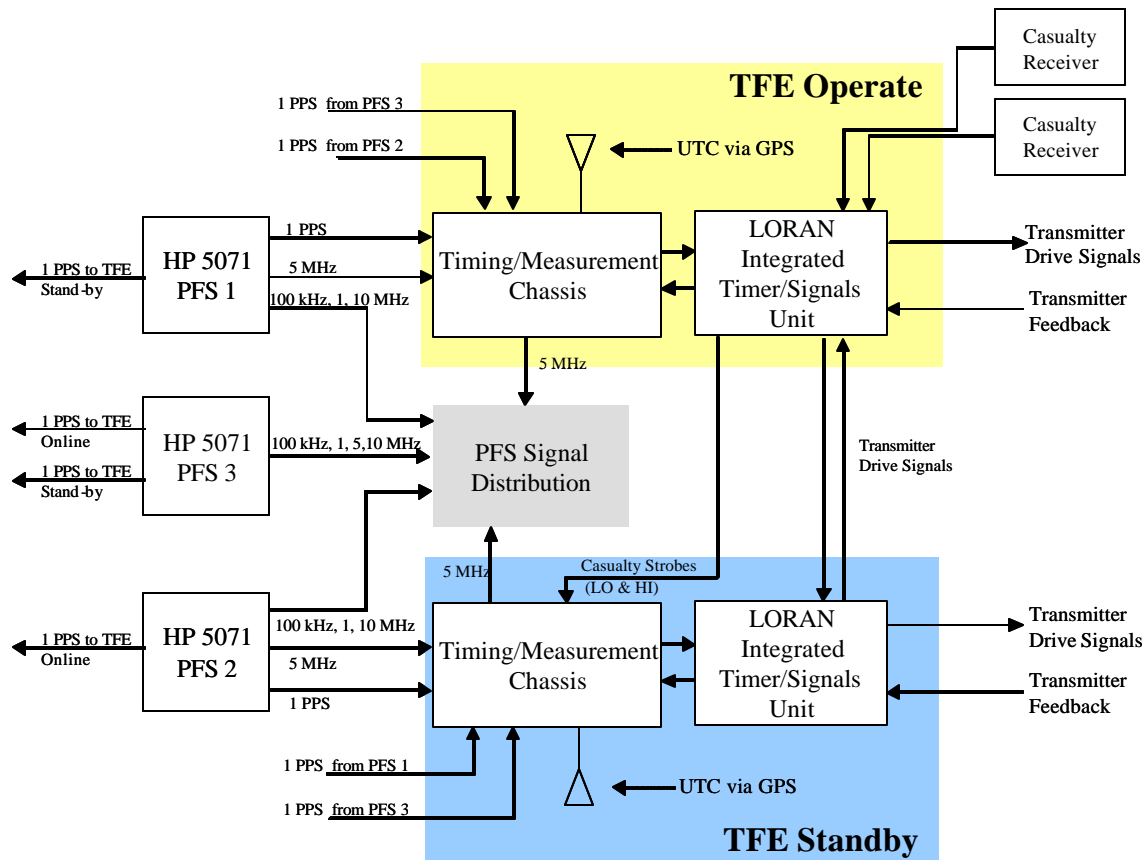 Casualty
Receiver
TFE Operate
1 PPS from PFS 3
Casualty
Receiver
1 PPS from PFS 2
UTC via GPS
1 PPS to TFE
Stand-by
HP 5071
PFS 1
1 PPS
5 MHz
100 kHz, 1, 10 MHz
Timing/Measurement
Chassis
LORAN
Integrated
Timer/Signals
Unit
Transmitter
Drive Signals
Transmitter
Feedback
5 MHz
1 PPS to TFE
Online
1 PPS to TFE
Stand-by
HP 5071
PFS 3
100 kHz, 1, 5,10 MHz
PFS Signal
Distribution
Transmitter
Drive Signals
5 MHz
Casualty Strobes
(LO & HI)
1 PPS to TFE
Online
HP 5071
PFS 2
100 kHz, 1, 10 MHz
5 MHz
1 PPS
Timing/Measurement
Chassis
LORAN
Integrated
Timer/Signals
Unit
Transmitter
Drive Signals
Transmitter
Feedback
1 PPS from PFS 1
UTC via GPS
1 PPS from PFS 3
TFE Standby